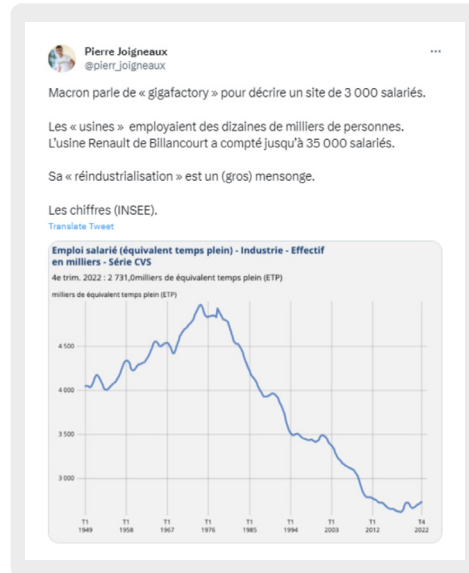 Pierre Joigneaux
@pierr_joigneaux
Macron parle de « gigafactory » pour décrire un site de 3 000 salariés.
Les « usines »  employaient des dizaines de milliers de personnes.
L'usine Renault de Billancourt a compté jusqu'à 35 000 salariés.
Sa « réindustrialisation » est un (gros) mensonge.
Les chiffres (INSEE).
Translate Tweet
Emploi salarié (équivalent temps plein) - Industrie - Effectif
en milliers - Série CVS
4e trim. 2022 : 2 731,0milliers de équivalent temps plein (ETP)
milliers de équivalent temps plein (ETP)
4 500
4 000
3 500
3 000
T1 T1 T1 T1 T1 T1 T1 T1 T4
1949 1958 1967 1976 1985 1994 2003 2012 2022